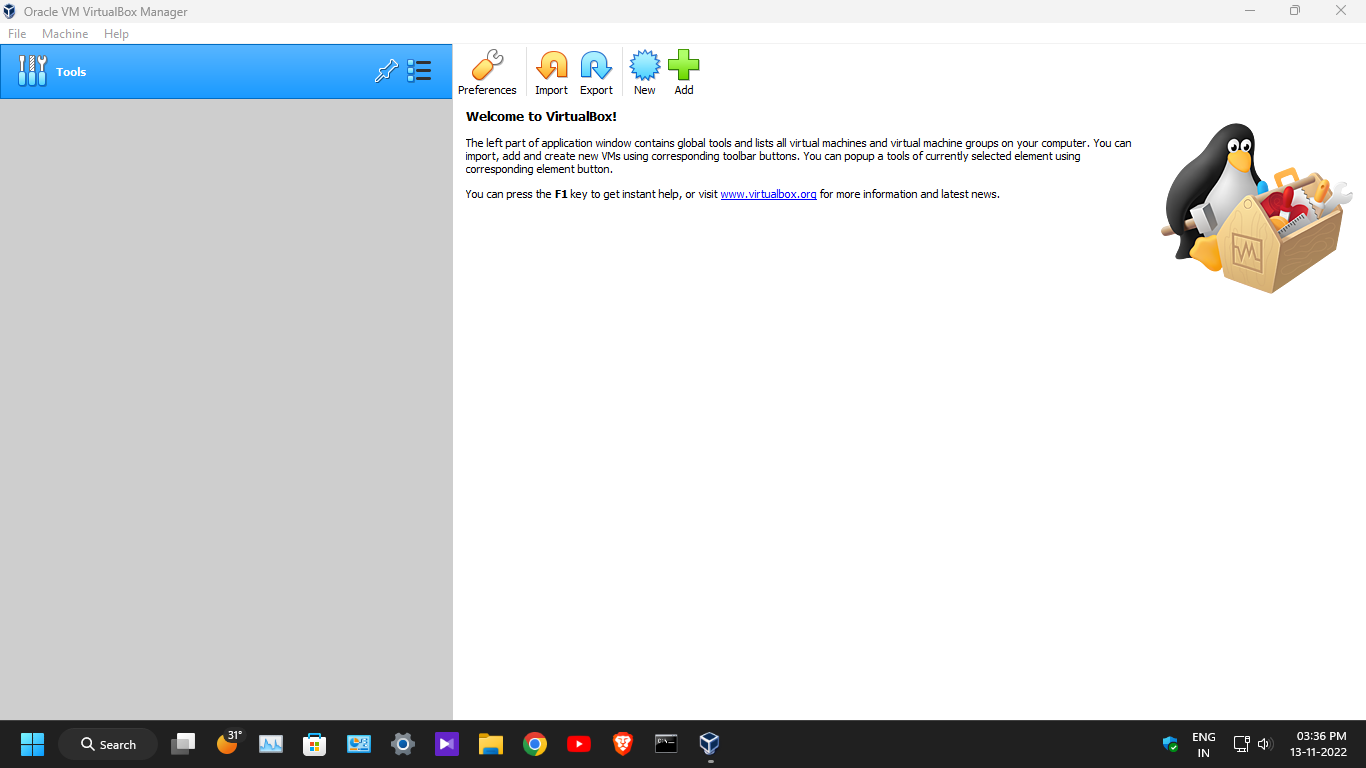 Oracle VM VirtualBox Manager
File Machine Help
Tools
Preferences Import Export New Add
Welcome to VirtualBox!
The left part of application window contains global tools and lists all virtual machines and virtual machine groups on your computer. You can
import, add and create new VMs using corresponding toolbar buttons. You can popup a tools of currently selected element using
corresponding element button.
You can press the F1 key to get instant help, or visit www.virtualbox.org for more information and latest news.
31°
Search
ENG
IN
03:36 PM
13-11-2022